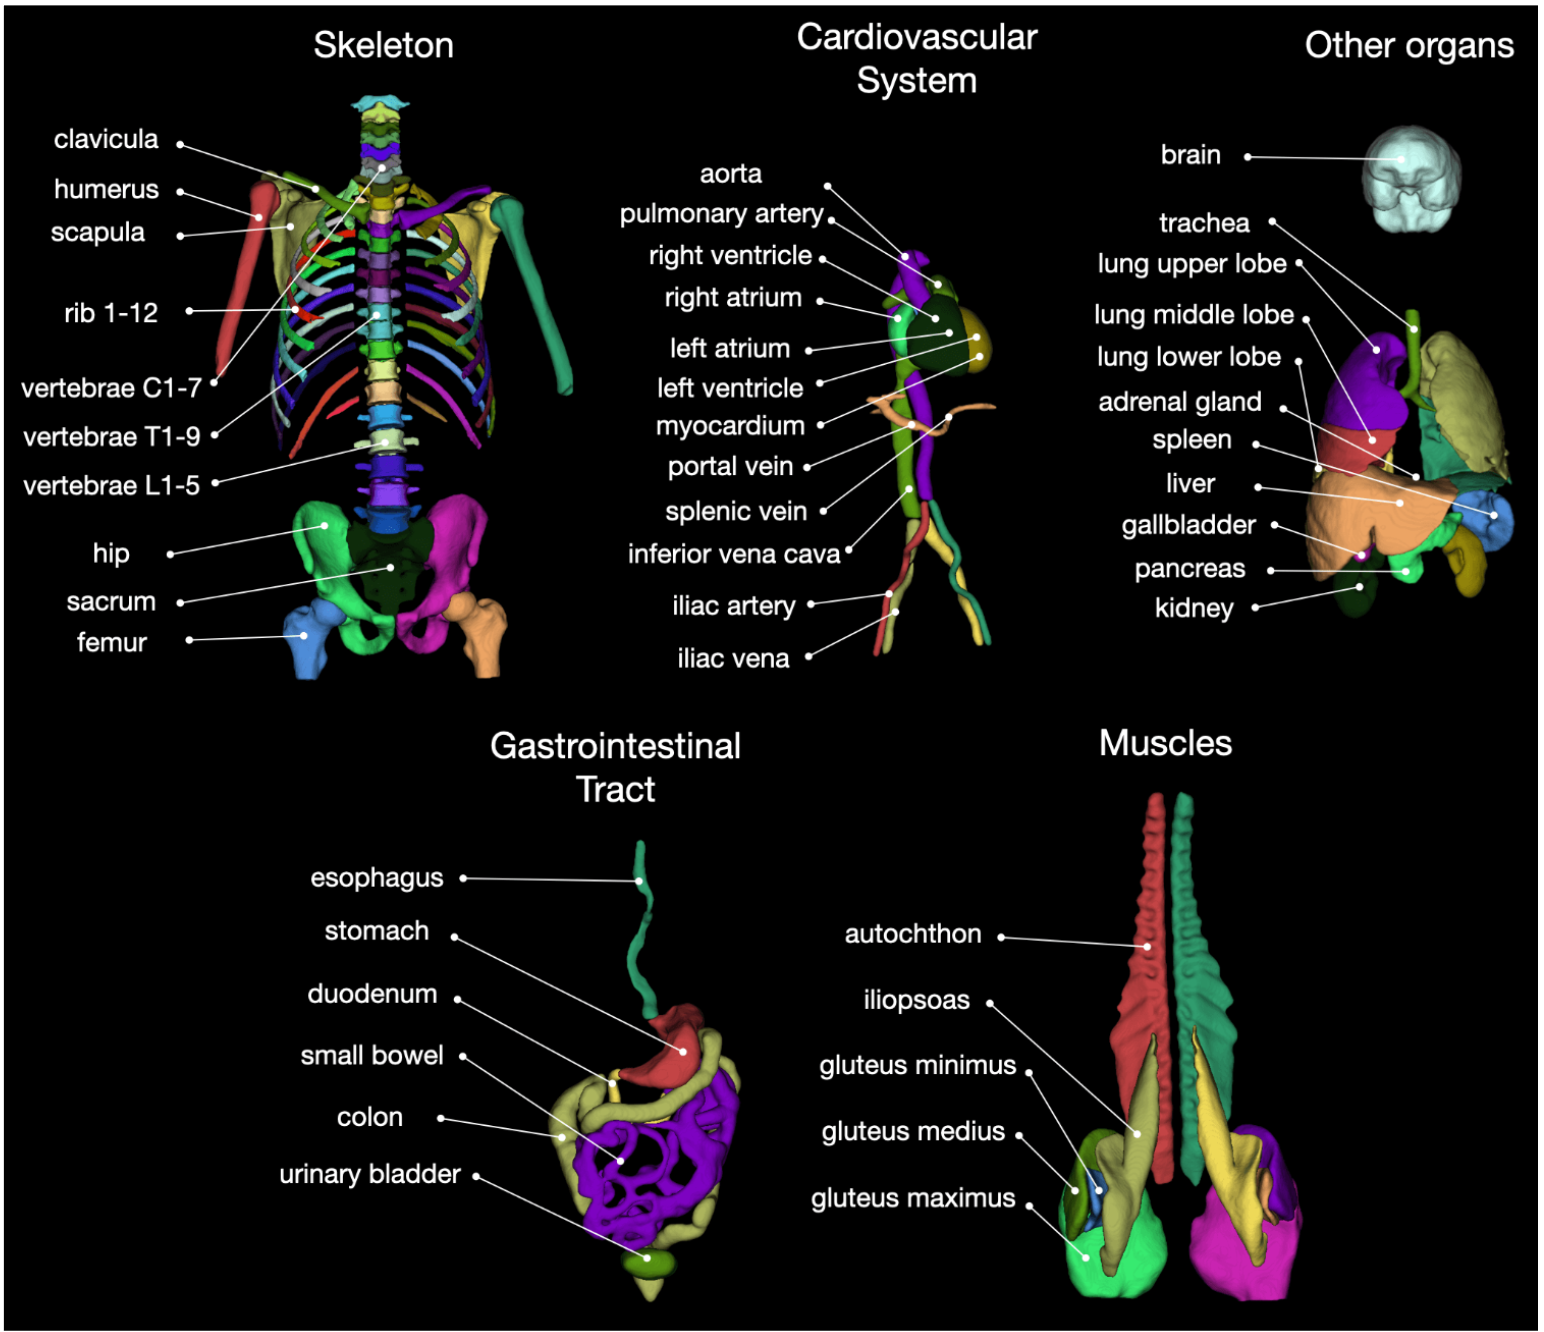 Skeleton
clavicula
humerus
scapula
rib 1-12
vertebrae C1-7
vertebrae T1-9
vertebrae L1-5
hip
sacrum
femur
Cardiovascular
System
aorta
pulmonary artery
right ventricle
right atrium
left atrium
left ventricle
myocardium
portal vein
splenic vein
inferior vena cava
iliac artery
iliac vena
Other organs
brain
trachea
lung upper lobe
lung middle lobe
lung lower lobe
adrenal gland
spleen
liver
gallbladder
pancreas
kidney
Gastrointestinal
Tract
esophagus
stomach
duodenum
small bowel
colon
urinary bladder
Muscles
autochthon
iliopsoas
gluteus minimus
gluteus medius
gluteus maximus